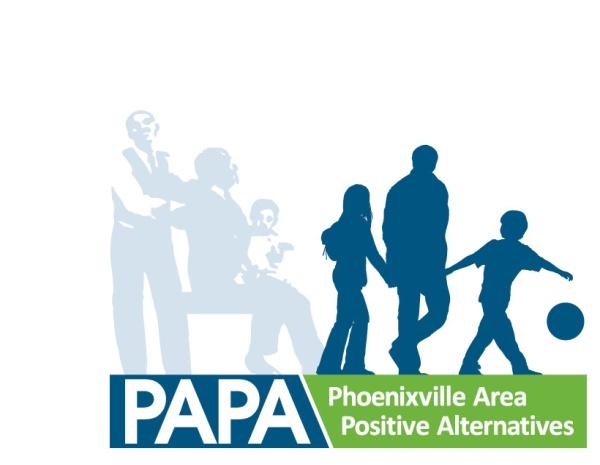 PAPA
Phoenixville Area
Positive Alternatives